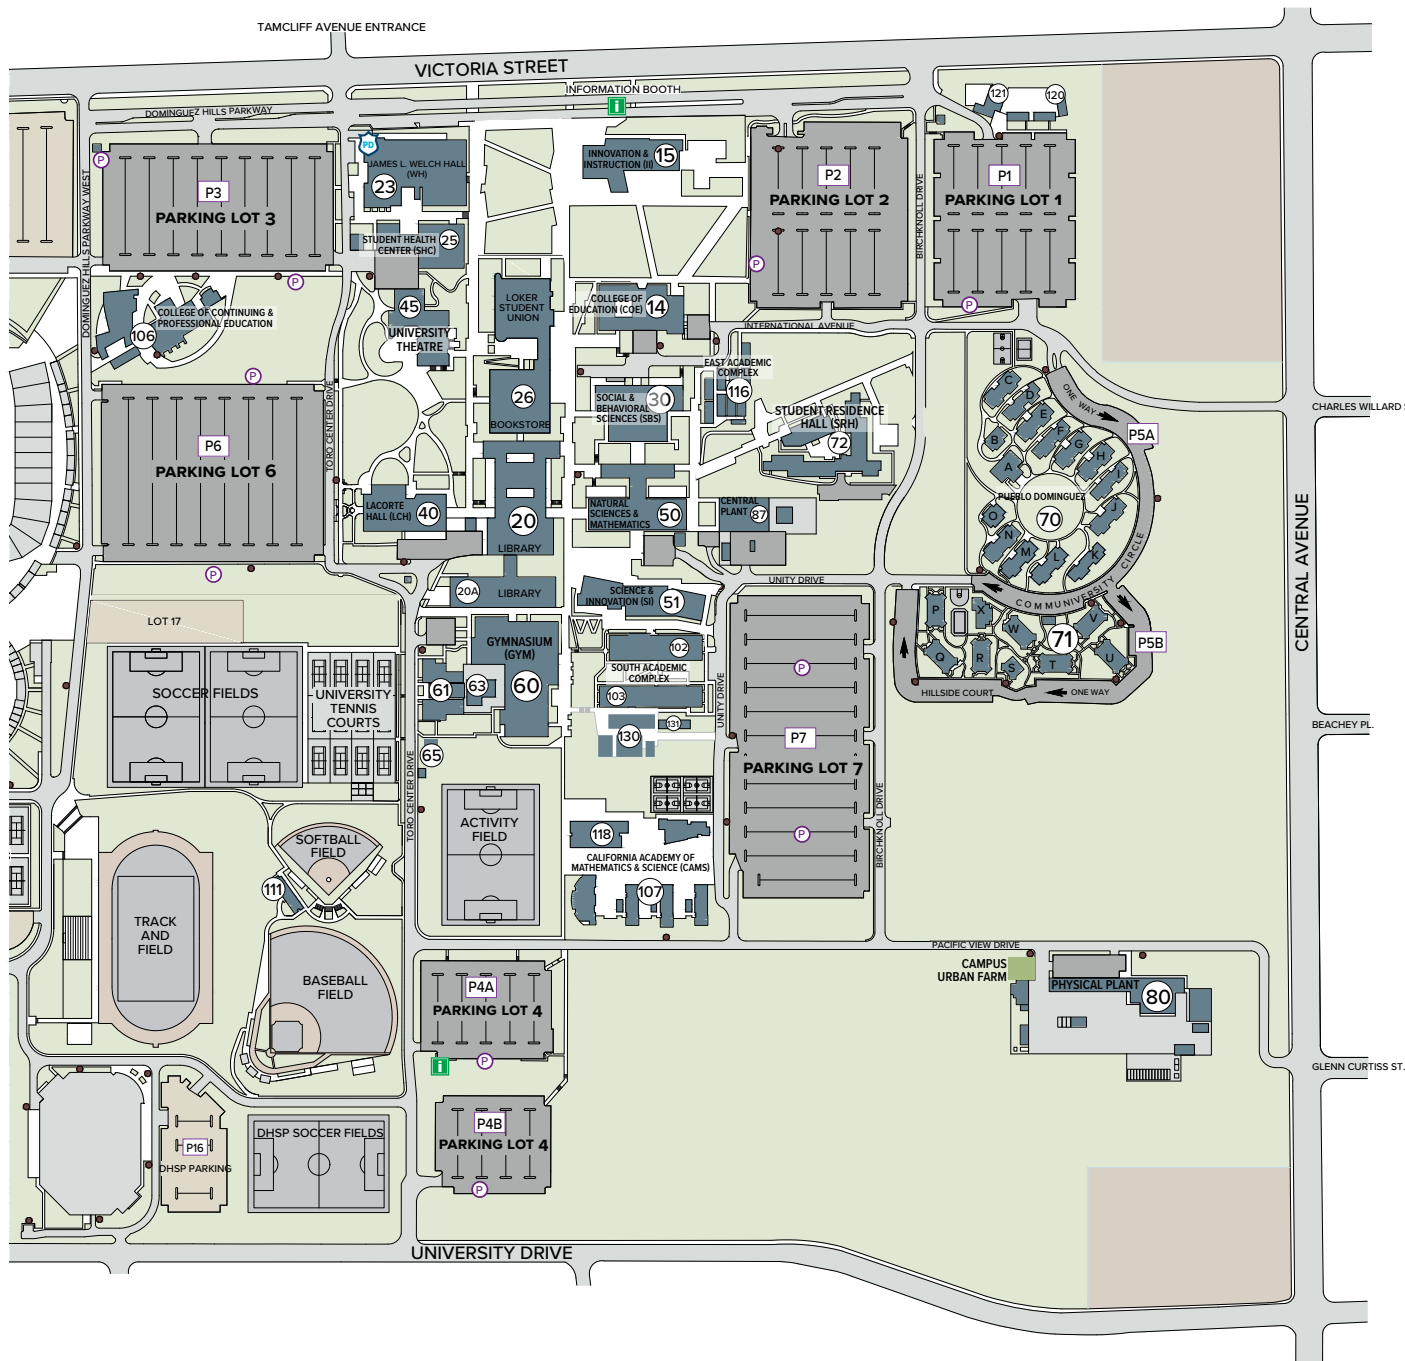 TAMCLIFF AVENUE ENTRANCE
VICTORIA STREET
INFORMATION BOOTH
i
DOMINGUEZ HILLS PARKWAY
121
120
PD
JAMES L. WELCH HALL
(WH)
23
INNOVATION &
INSTRUCTION (II)
15
P
P3
PARKING LOT 3
P2
PARKING LOT 2
P1
PARKING LOT 1
DOMINGUEZ HILLS PARKWAY WEST
BIRCHKNOLL DRIVE
STUDENT HEALTH
CENTER (SHC)
25
P
P
P
45
UNIVERSITY
THEATRE
LOKER
STUDENT
UNION
COLLEGE OF
EDUCATION (COE)
14
INTERNATIONAL AVENUE
COLLEGE OF CONTINUING &
PROFESSIONAL EDUCATION
106
P
EAST ACADEMIC
COMPLEX
116
26
BOOKSTORE
SOCIAL &
BEHAVIORAL
SCIENCES (SBS)
30
STUDENT RESIDENCE
HALL (SRH)
72
ONE WAY
CHARLES WILLARD S
P5A
C
D
E
F
G
H
I
J
K
L
M
N
O
A
B
PUEBLO DOMINGUEZ
70
P6
PARKING LOT 6
TORO CENTER DRIVE
LACORTE
HALL (LCH)
40
20
LIBRARY
NATURAL
SCIENCES &
MATHEMATICS
50
CENTRAL
PLANT
87
CENTRAL AVENUE
P
20A
LIBRARY
SCIENCE &
INNOVATION (SI)
51
UNITY DRIVE
COMMUNIVERSITY CIRCLE
LOT 17
P
X
W
V
Q
R
S
T
U
71
P5B
HILLSIDE COURT
ONE WAY
GYMNASIUM
(GYM)
60
61
63
102
SOUTH ACADEMIC
COMPLEX
103
131
130
UNITY DRIVE
P
P7
PARKING LOT 7
P
BIRCHKNOLL DRIVE
BEACHEY PL.
SOCCER FIELDS
UNIVERSITY
TENNIS
COURTS
65
TORO CENTER DRIVE
ACTIVITY
FIELD
SOFTBALL
FIELD
111
118
CALIFORNIA ACADEMY OF
MATHEMATICS & SCIENCE (CAMS)
107
TRACK
AND
FIELD
BASEBALL
FIELD
PACIFIC VIEW DRIVE
CAMPUS
URBAN FARM
PHYSICAL PLANT
80
P4A
PARKING LOT 4
P
i
GLENN CURTISS ST.
P4B
PARKING LOT 4
P
P16
DHSP PARKING
DHSP SOCCER FIELDS
UNIVERSITY DRIVE